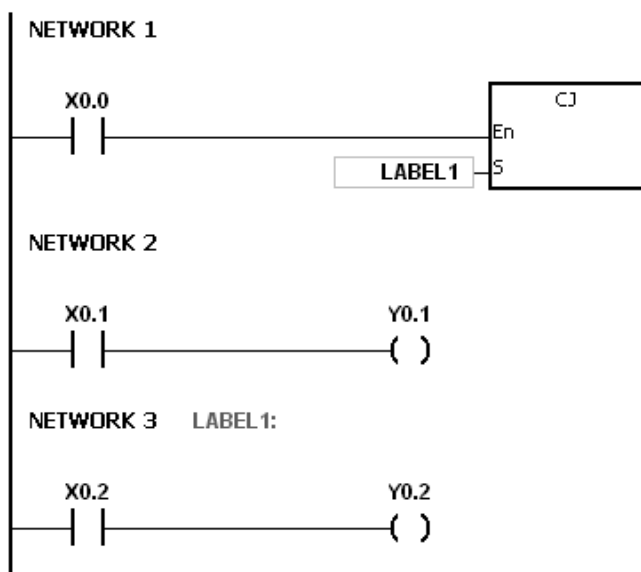 NETWORK 1
X0.0
CJ
En
LABEL1
S
NETWORK 2
X0.1
Y0.1
NETWORK 3
LABEL1:
X0.2
Y0.2